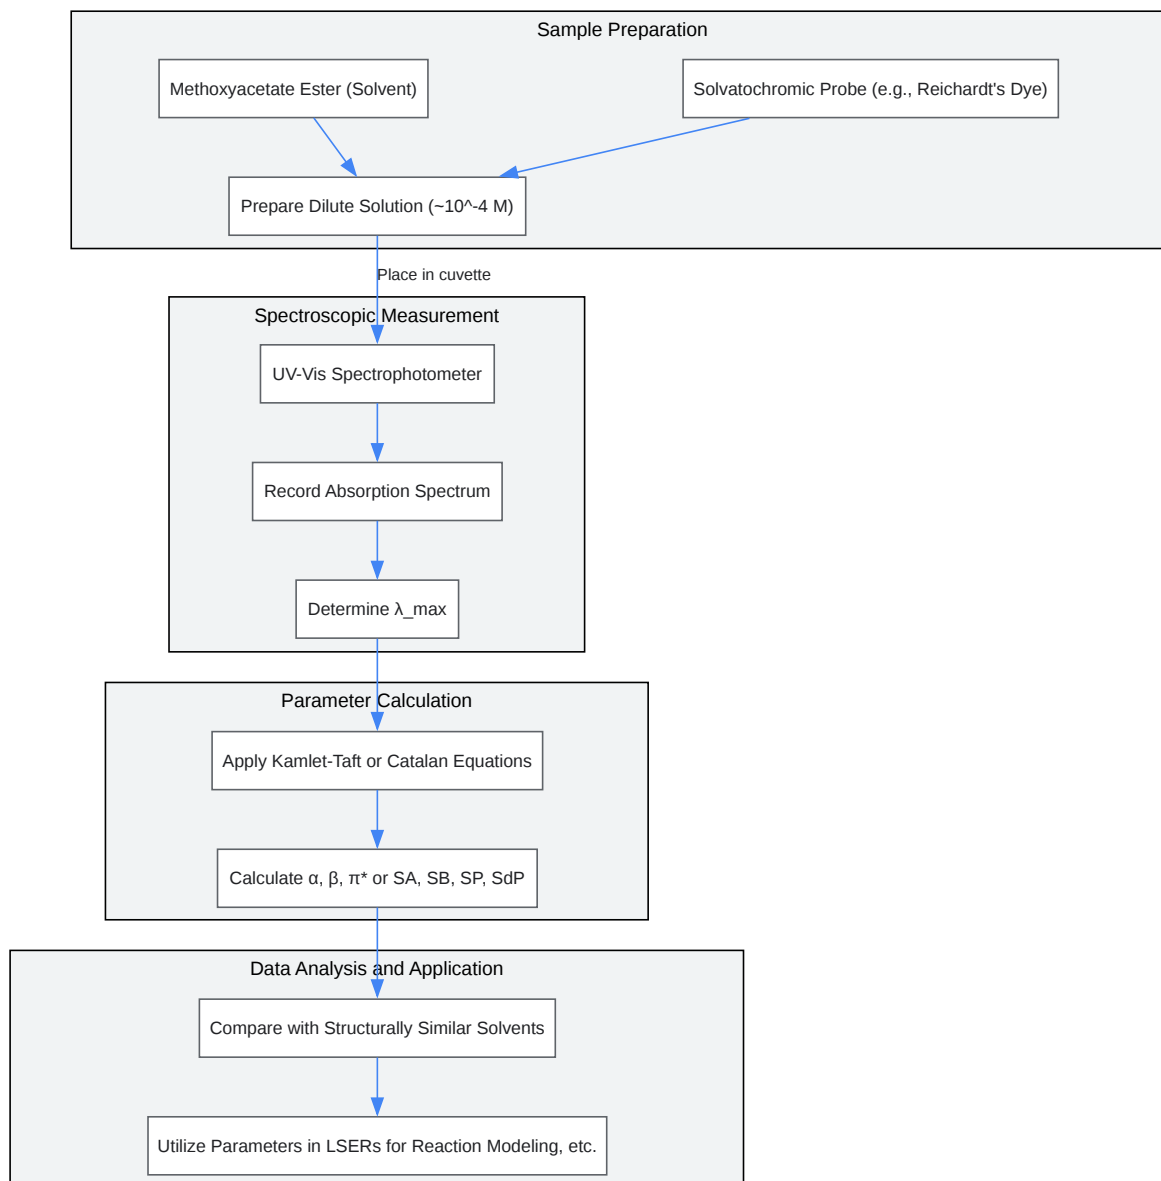 Sample Preparation
Methoxyacetate Ester (Solvent)
Solvatochromic Probe (e.g., Reichardt's Dye)
Prepare Dilute Solution (~10^-4 M)
Place in cuvette
Spectroscopic Measurement
UV-Vis Spectrophotometer
Record Absorption Spectrum
Determine λ_max
Parameter Calculation
Apply Kamlet-Taft or Catalan Equations
Calculate α, β, π* or SA, SB, SP, SdP
Data Analysis and Application
Compare with Structurally Similar Solvents
Utilize Parameters in LSERs for Reaction Modeling, etc.